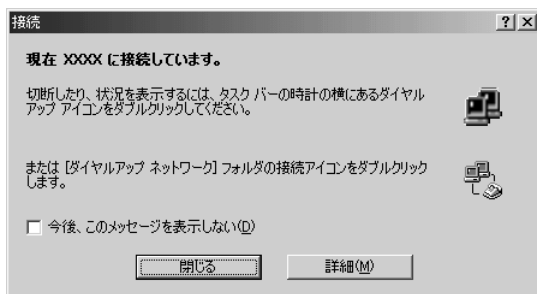 接続
現在 XXXX に接続しています。
切断したり、状況を表示するには、タスク バーの時計の横にあるダイヤル
アップ アイコンをダブルクリックしてください。
または [ダイヤルアップ ネットワーク] フォルダの接続アイコンをダブルクリック
します。
今後、このメッセージを表示しない(D)
閉じる
詳細(M)